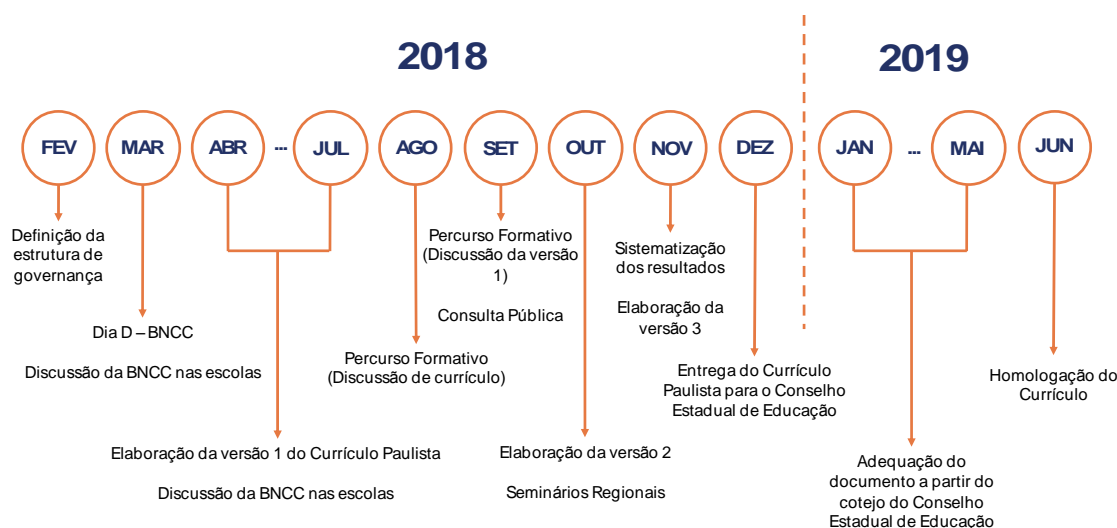 2018
2019
FEV
MAR
ABR
...
JUL
AGO
SET
OUT
NOV
DEZ
JAN
...
MAI
JUN
Definição da
estrutura de
governança
Dia D – BNCC
Discussão da BNCC nas escolas
Elaboração da versão 1 do Currículo Paulista
Discussão da BNCC nas escolas
Percurso Formativo
(Discussão de currículo)
Percurso Formativo
(Discussão da versão
1)
Consulta Pública
Elaboração da versão 2
Seminários Regionais
Sistematização
dos resultados
Elaboração da
versão 3
Entrega do Currículo
Paulista para o Conselho
Estadual de Educação
Adequação do
documento a partir do
cotejo do Conselho
Estadual de Educação
Homologação do
Currículo